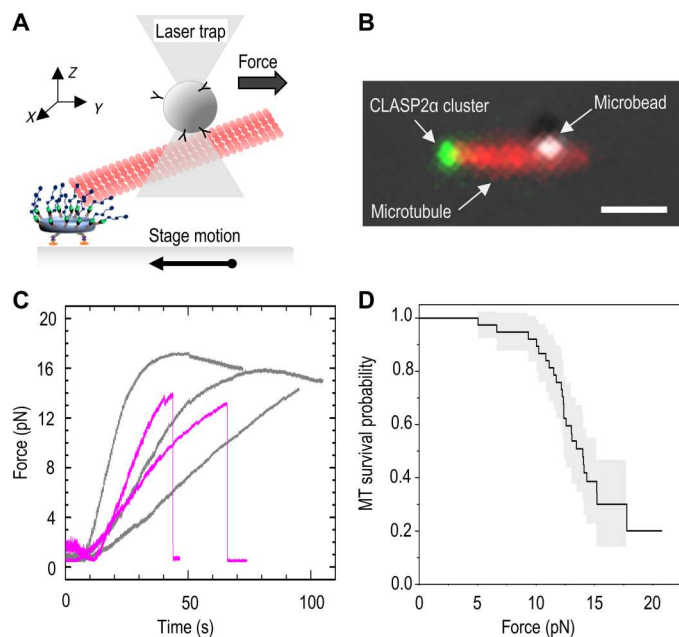 A
Laser trap
Force
Z
X
Y
Stage motion
B
CLASP2α cluster
Microbead
Microtubule
C
20
16
12
8
4
0
Force (pN)
0
50
100
Time (s)
D
1.0
0.8
0.6
0.4
0.2
0.0
MT survival probability
0
5
10
15
20
Force (pN)